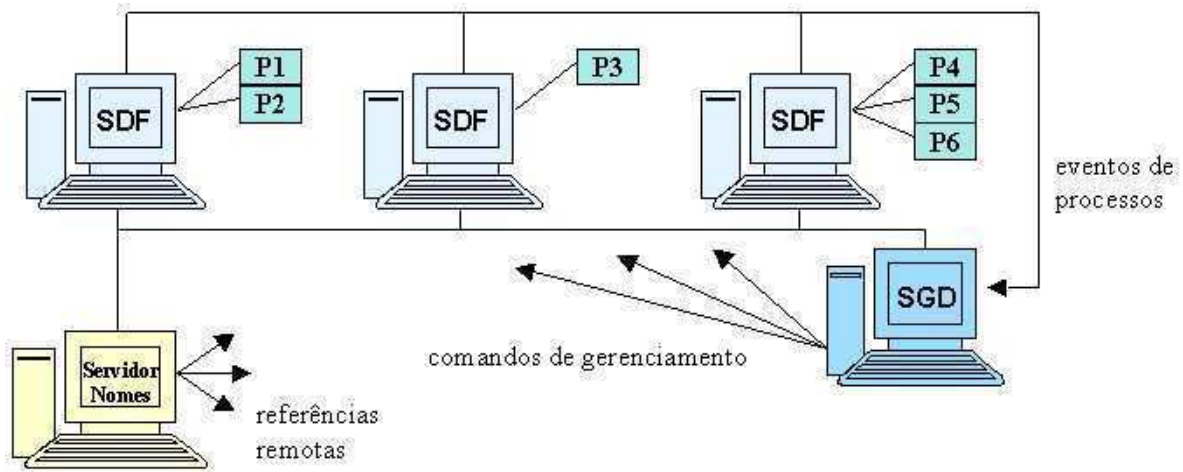 SDF
P1
P2
SDF
P3
SDF
P4
P5
P6
eventos de
processos
SGD
comandos de gerenciamento
Servidor
Nomes
referências
remotas